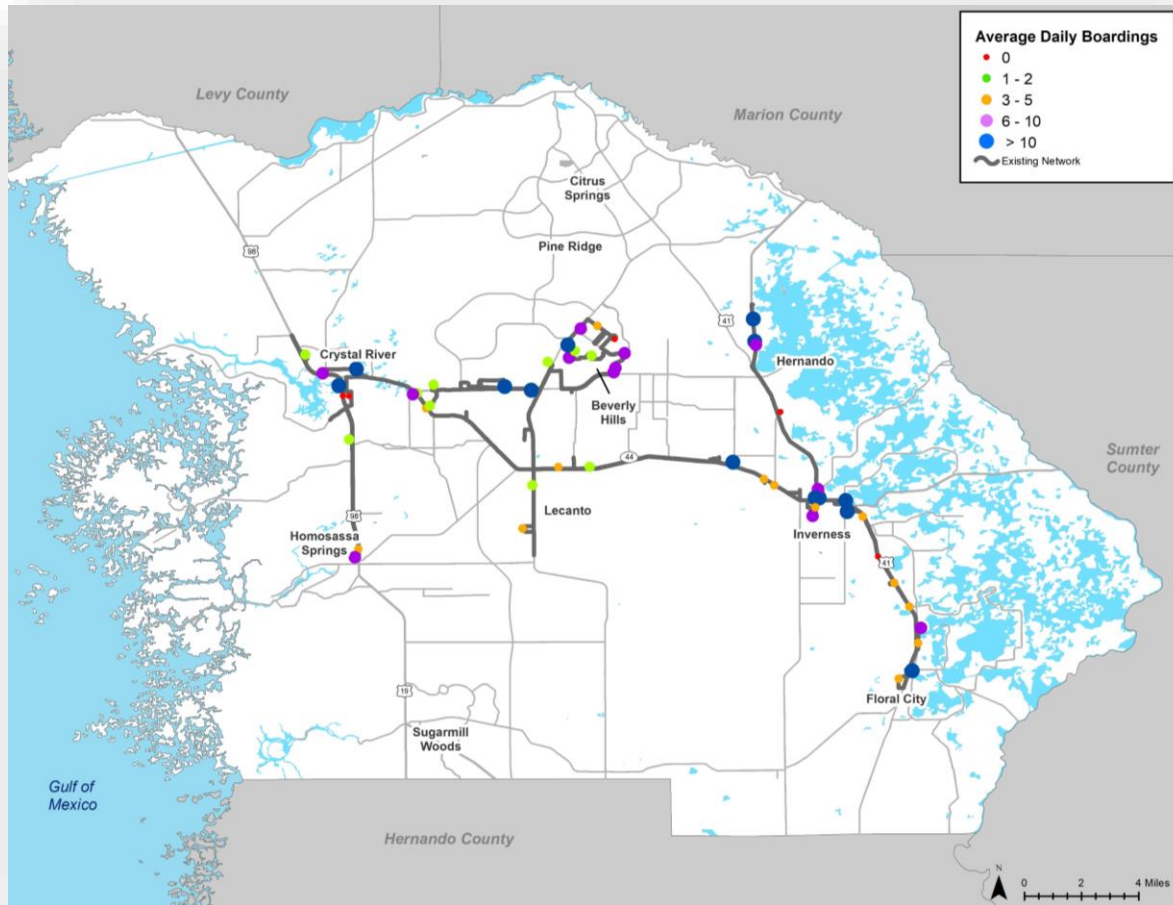 Average Daily Boardings
0
1 - 2
3 - 5
6 - 10
> 10
Existing Network
Levy County
Marion County
Citrus
Springs
Pine Ridge
98
41
Crystal River
Hernando
Beverly
Hills
Sumter
County
44
Lecanto
98
Homosassa
Springs
Inverness
41
19
Floral City
Sugarmill
Woods
Gulf of
Mexico
Hernando County
N
0 2 4 Miles